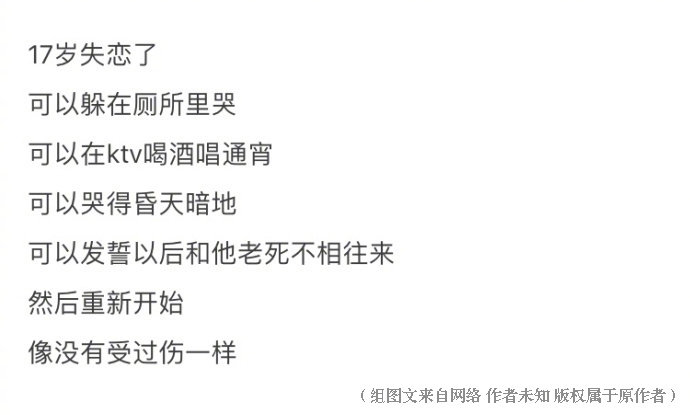 17岁失恋了
可以躲在厕所里哭
可以在ktv喝酒唱通宵
可以哭得昏天暗地
可以发誓以后和他老死不相往来
然后重新开始
像没有受过伤一样
（组图文来自网络 作者未知 版权属于原作者）